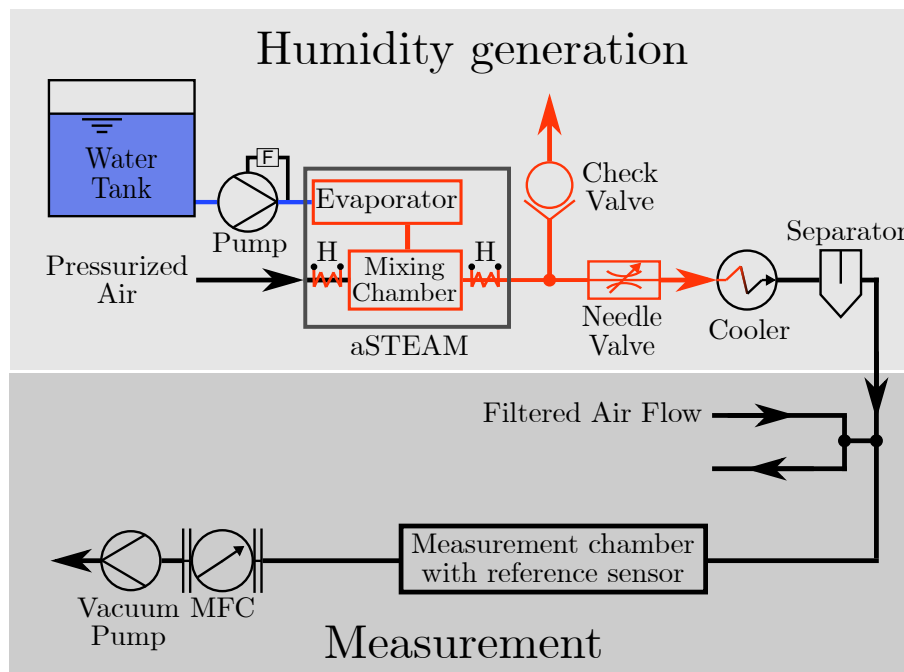 Humidity generation
Water
Tank
F
Pump
Evaporator
Check
Valve
Pressurized
Air
H
Mixing
Chamber
H
Needle
Valve
Cooler
Separator
aSTEAM
Filtered Air Flow
Measurement chamber
with reference sensor
Vacuum
Pump
MFC
Measurement